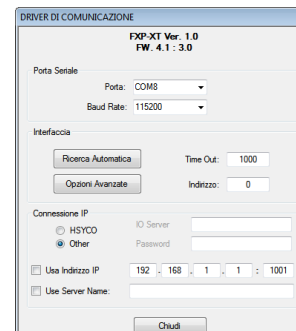 DRIVER DI COMUNICAZIONE
FXP-XT Ver. 1.0
FW. 4.1 : 3.0
Porta Seriale
Porta: COM8
Baud Rate: 115200
Interfaccia
Ricerca Automatica Time Out: 1000
Opzioni Avanzate Indirizzo: 0
Connessione IP
HSYCO IO Server
Other Password
Usa Indirizzo IP 192 . 168 . 1 . 1 : 1001
Use Server Name:
Chiudi